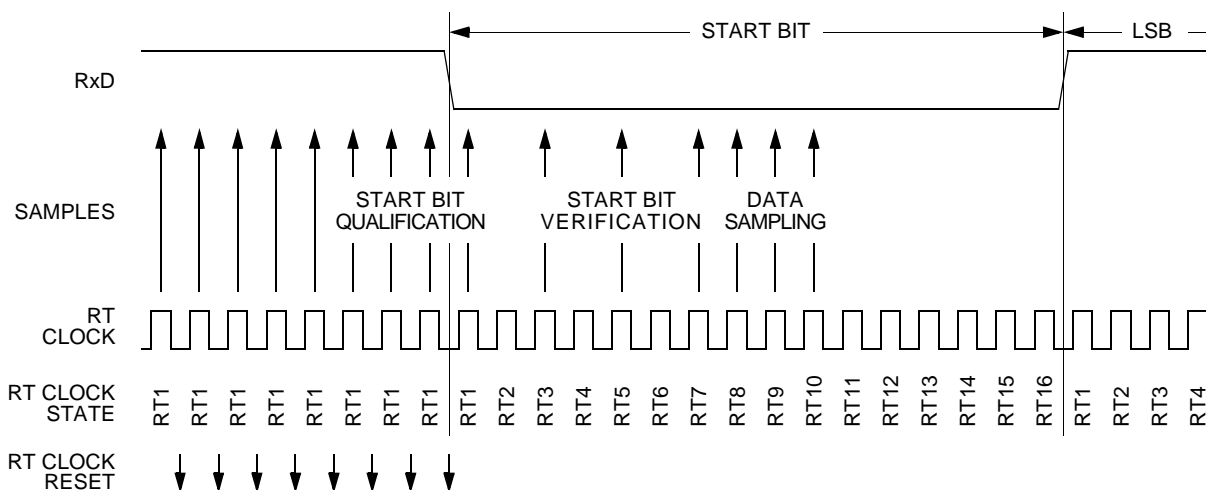 START BIT
LSB
RxD
SAMPLES
START BIT
QUALIFICATION
START BIT
VERIFICATION
DATA
SAMPLING
RT
CLOCK
RT CLOCK
STATE
RT1 RT1 RT1 RT1 RT1 RT1 RT1 RT1 RT1 RT2 RT3 RT4 RT5 RT6 RT7 RT8 RT9 RT10 RT11 RT12 RT13 RT14 RT15 RT16 RT1 RT2 RT3 RT4
RT CLOCK
RESET